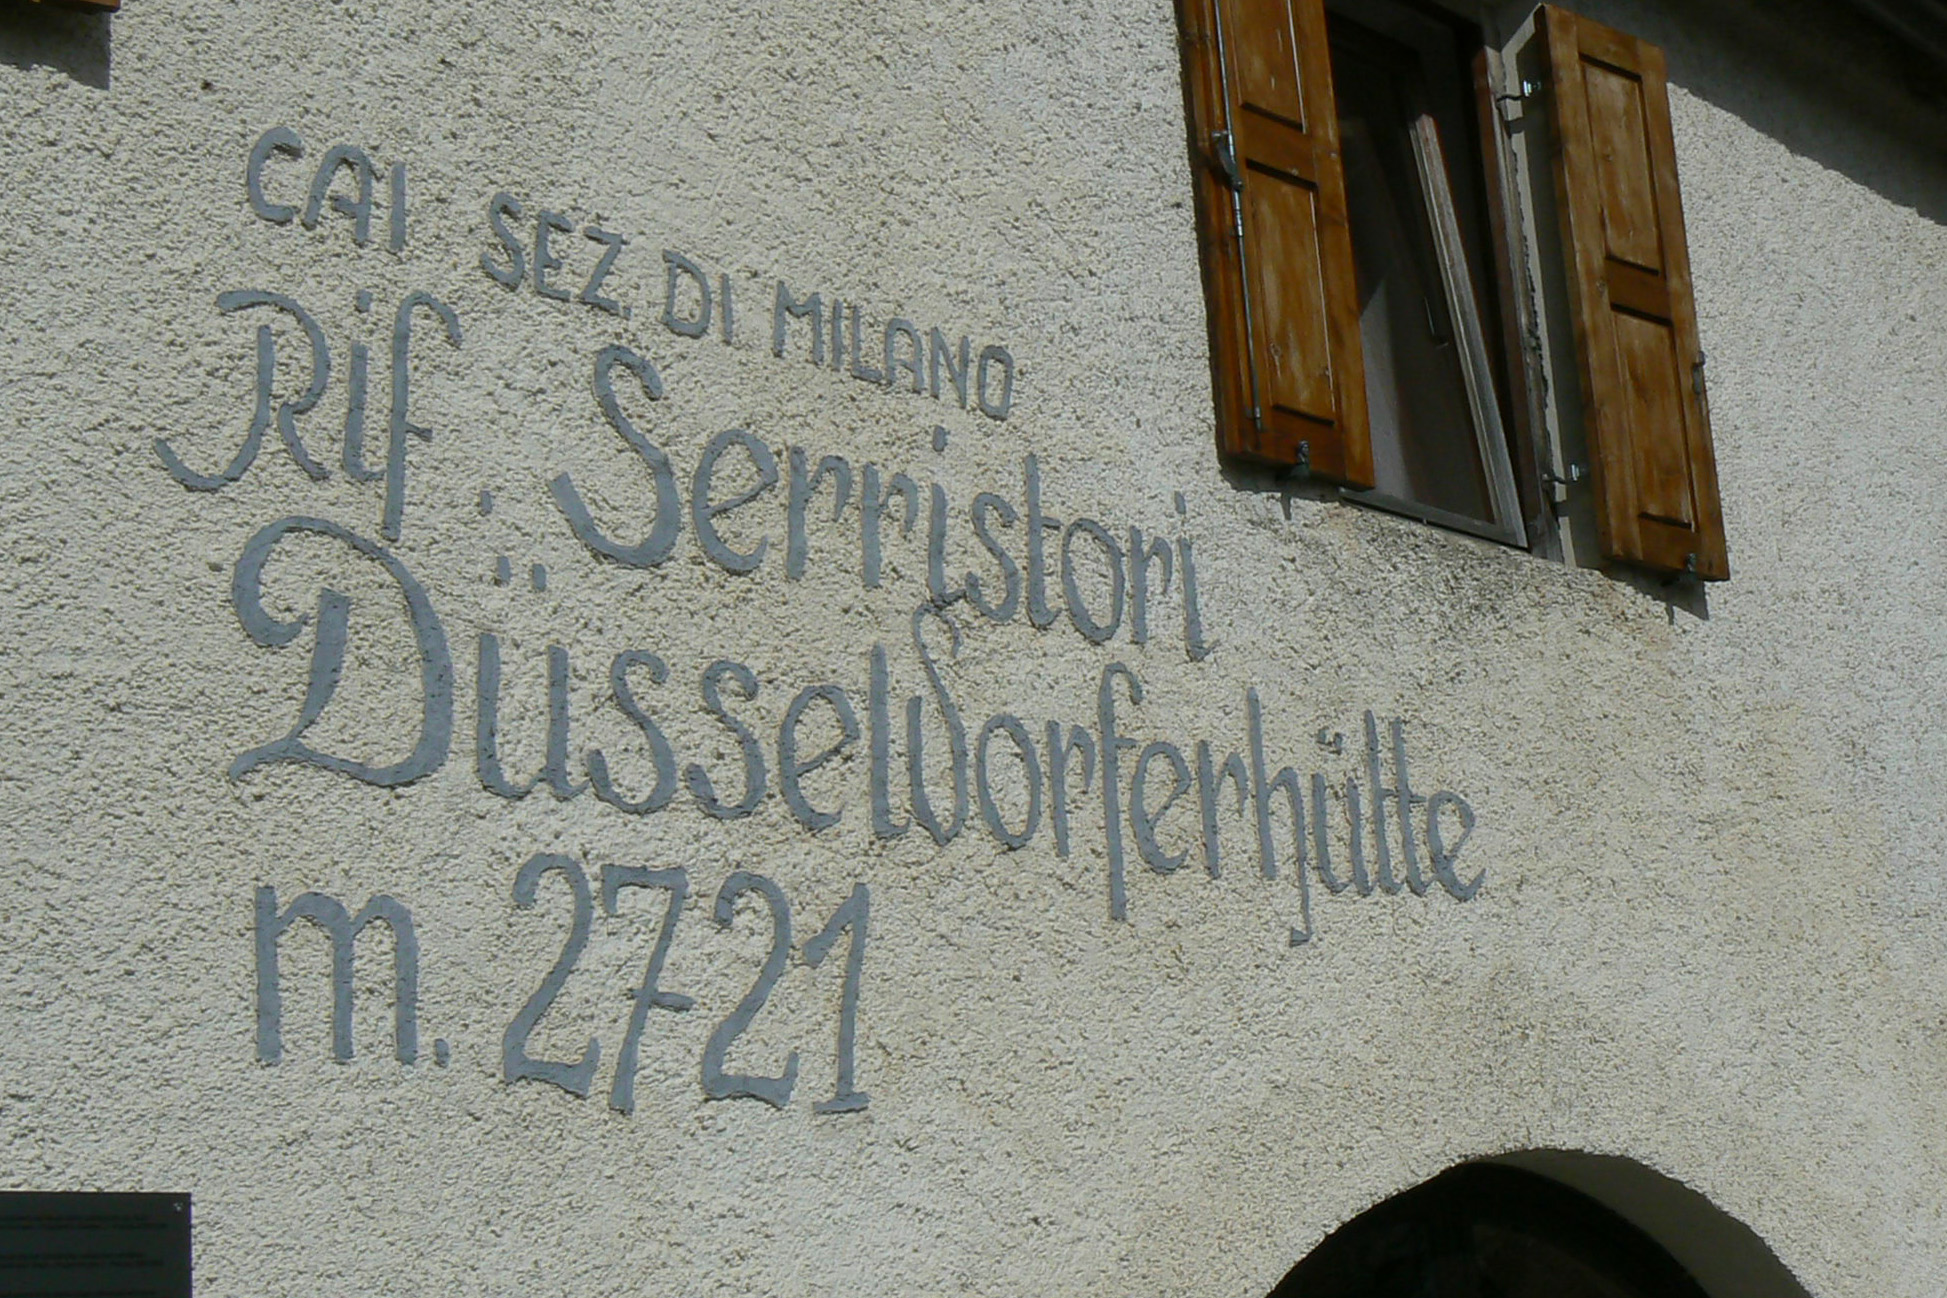 CAI SEZ. DI MILANO
Rif. Serristori
Düsseldorferhütte
m. 2721